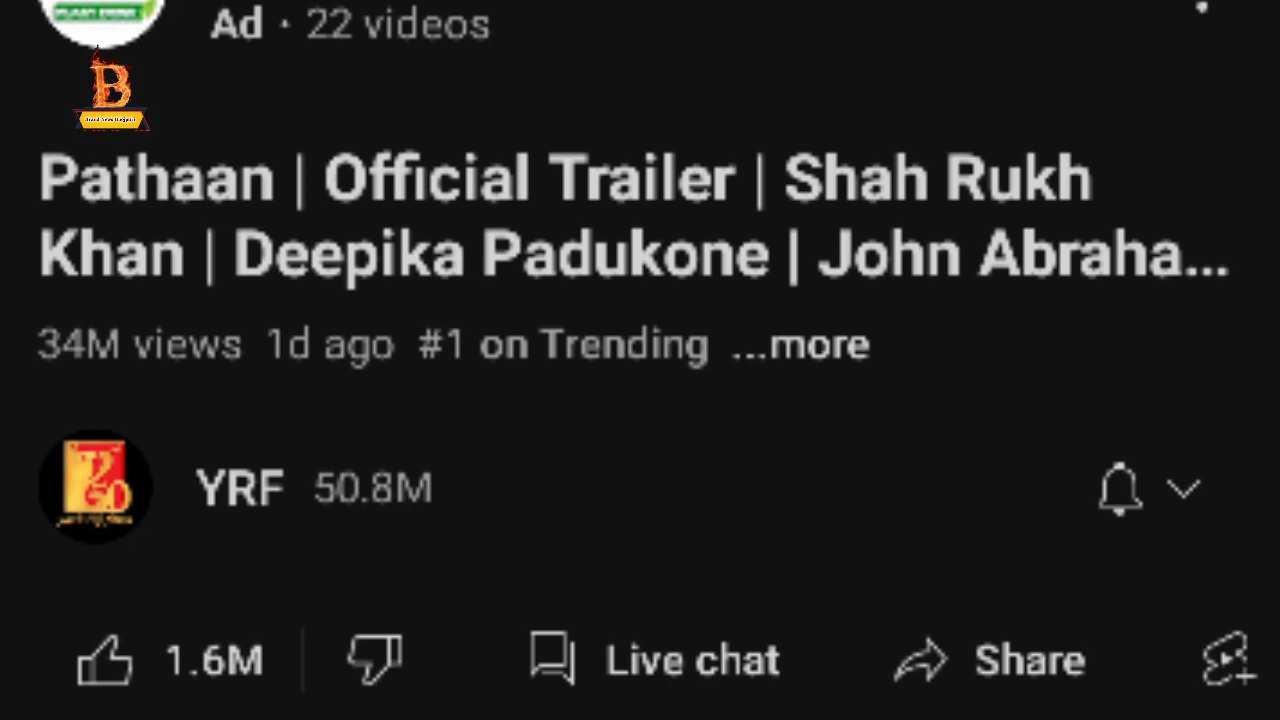 Ad · 22 videos
B
Pathaan | Official Trailer | Shah Rukh
Khan | Deepika Padukone | John Abraha...
34M views 1d ago #1 on Trending ...more
YRF 50.8M
1.6M Live chat Share